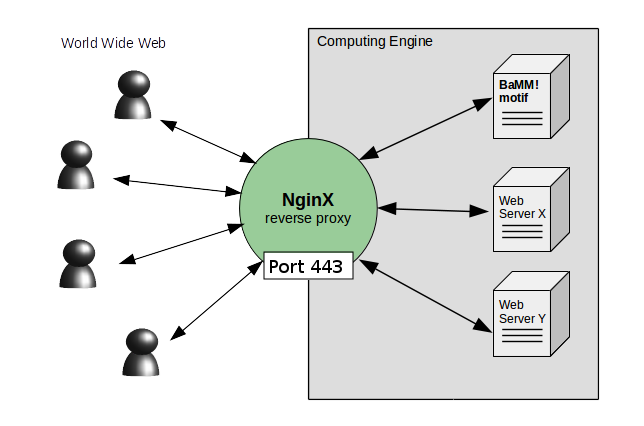 World Wide Web
Computing Engine
BaMM!
motif
NginX
reverse proxy
Port 443
Web
Server X
Web
Server Y